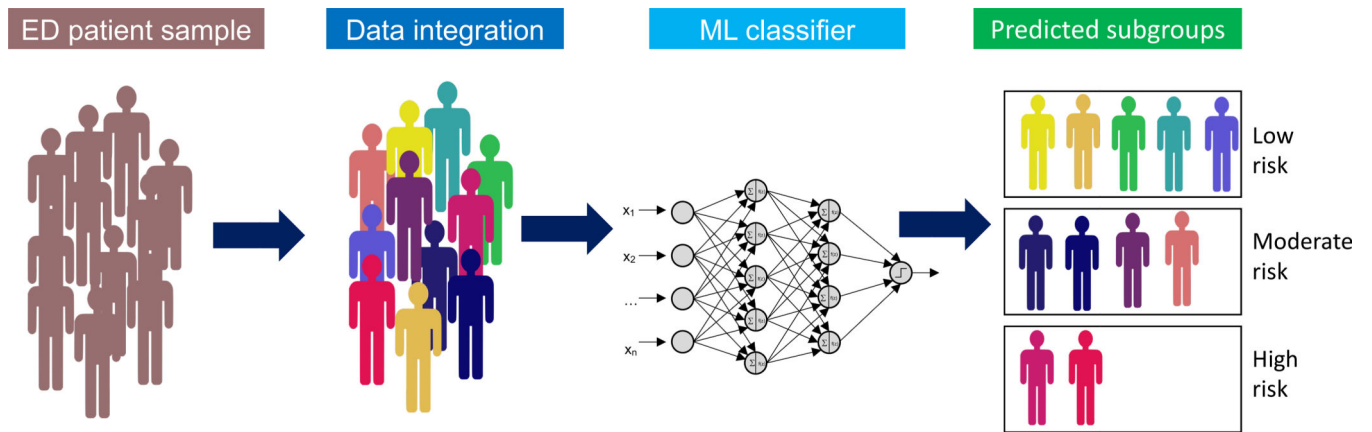 ED patient sample
Data integration
ML classifier
Predicted subgroups
x1
x2
...
xn
Low
risk
Moderate
risk
High
risk